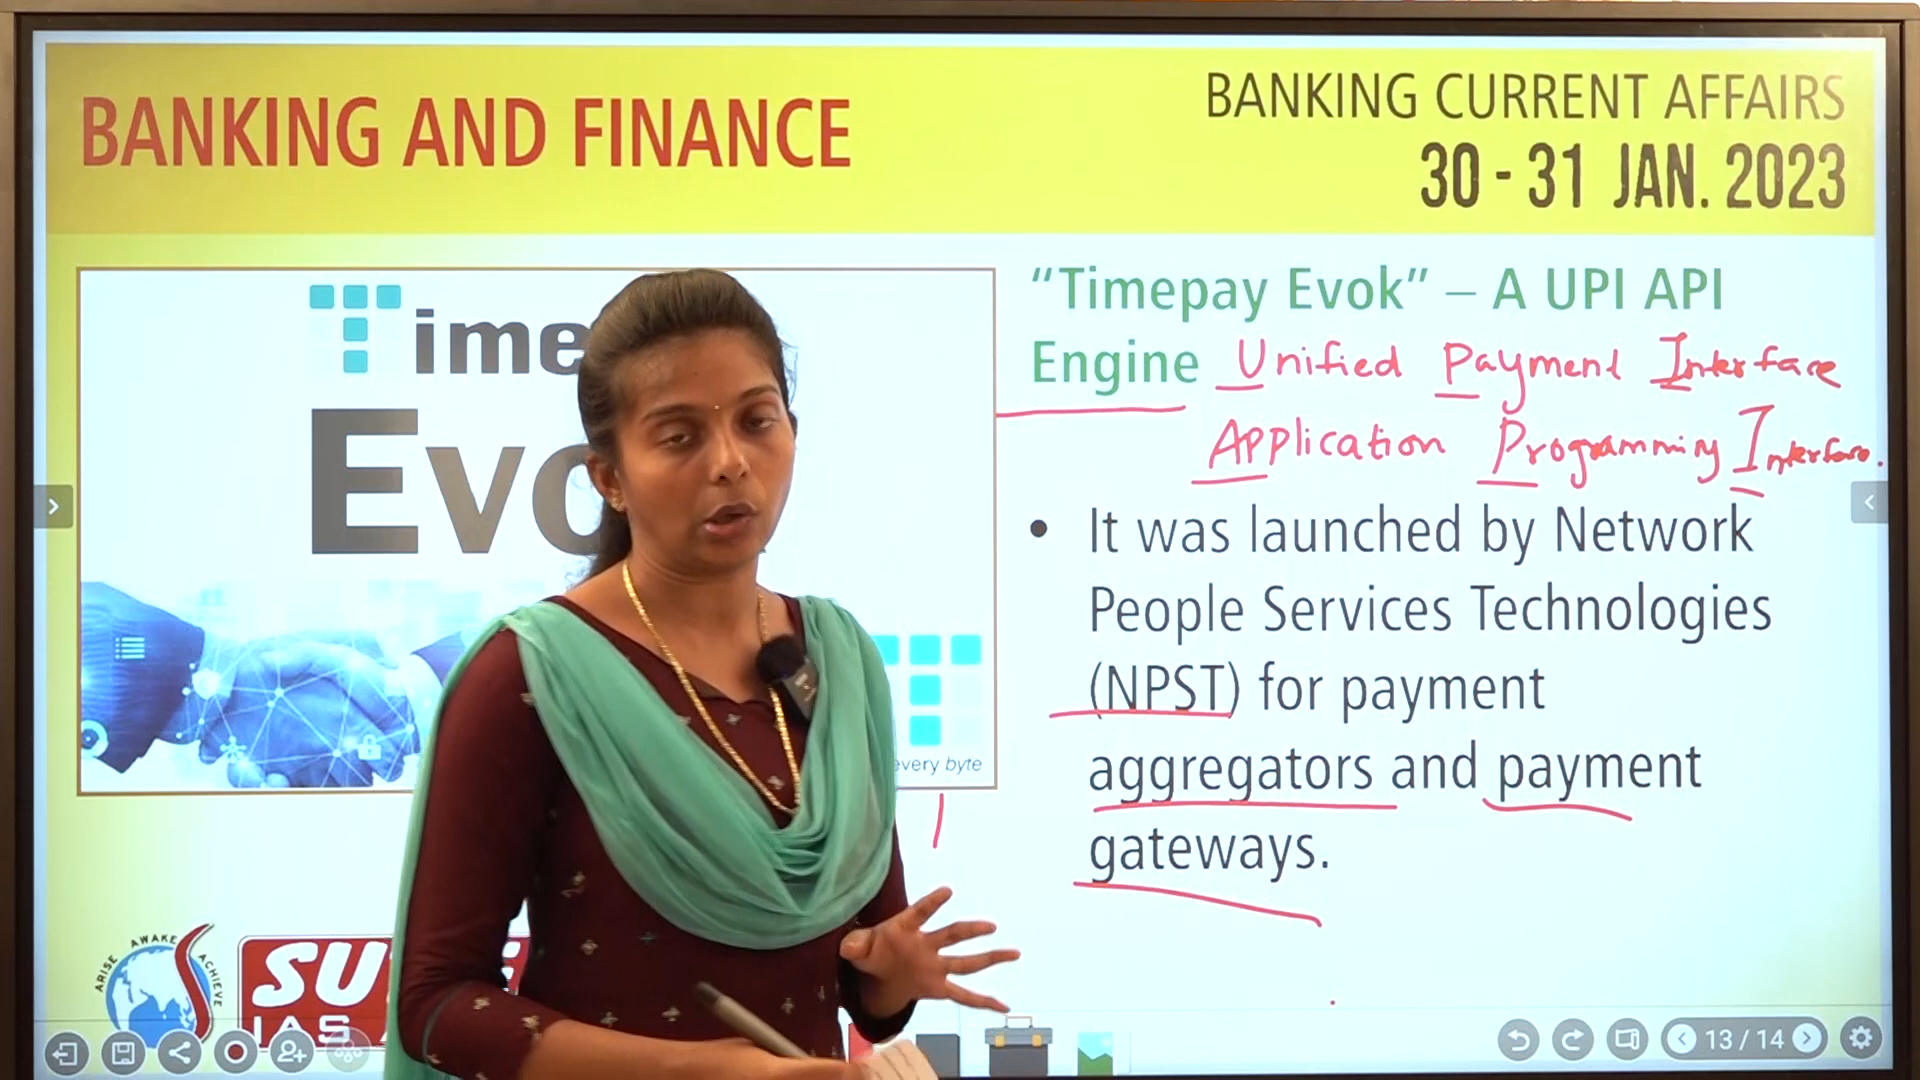 BANKING AND FINANCE
BANKING CURRENT AFFAIRS
30 - 31 JAN. 2023
Time
Evo
every byte
"Timepay Evok" – A UPI API
Engine
Unified Payment Interface
Application Programming Interface.
• It was launched by Network
People Services Technologies
(NPST) for payment
aggregators and payment
gateways.
ARISE AWAKE ACHIEVE
SU
IAS A
13 / 14